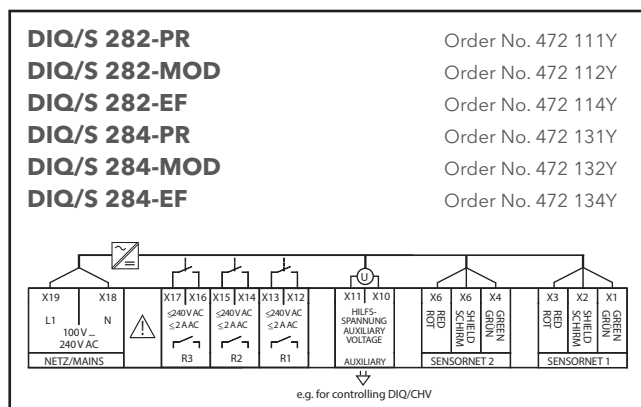 DIQ/S 282-PR Order No. 472 111Y
DIQ/S 282-MOD Order No. 472 112Y
DIQ/S 282-EF Order No. 472 114Y
DIQ/S 284-PR Order No. 472 131Y
DIQ/S 284-MOD Order No. 472 132Y
DIQ/S 284-EF Order No. 472 134Y
U
X19 X18 X17 X16 X15 X14 X13 X12 X11 X10 X6 X6 X4 X3 X2 X1
L1 N
100 V ...
240 V AC
NETZ/MAINS
≤240 V AC
≤2 A AC
R3
≤240 V AC
≤2 A AC
R2
≤240 V AC
≤2 A AC
R1
HILFS-
SPANNUNG
AUXILIARY
VOLTAGE
AUXILIARY
RED
ROT
SHIELD
SCHIRM
GREEN
GRÜN
SENSORNET 2
RED
ROT
SHIELD
SCHIRM
GREEN
GRÜN
SENSORNET 1
e.g. for controlling DIQ/CHV